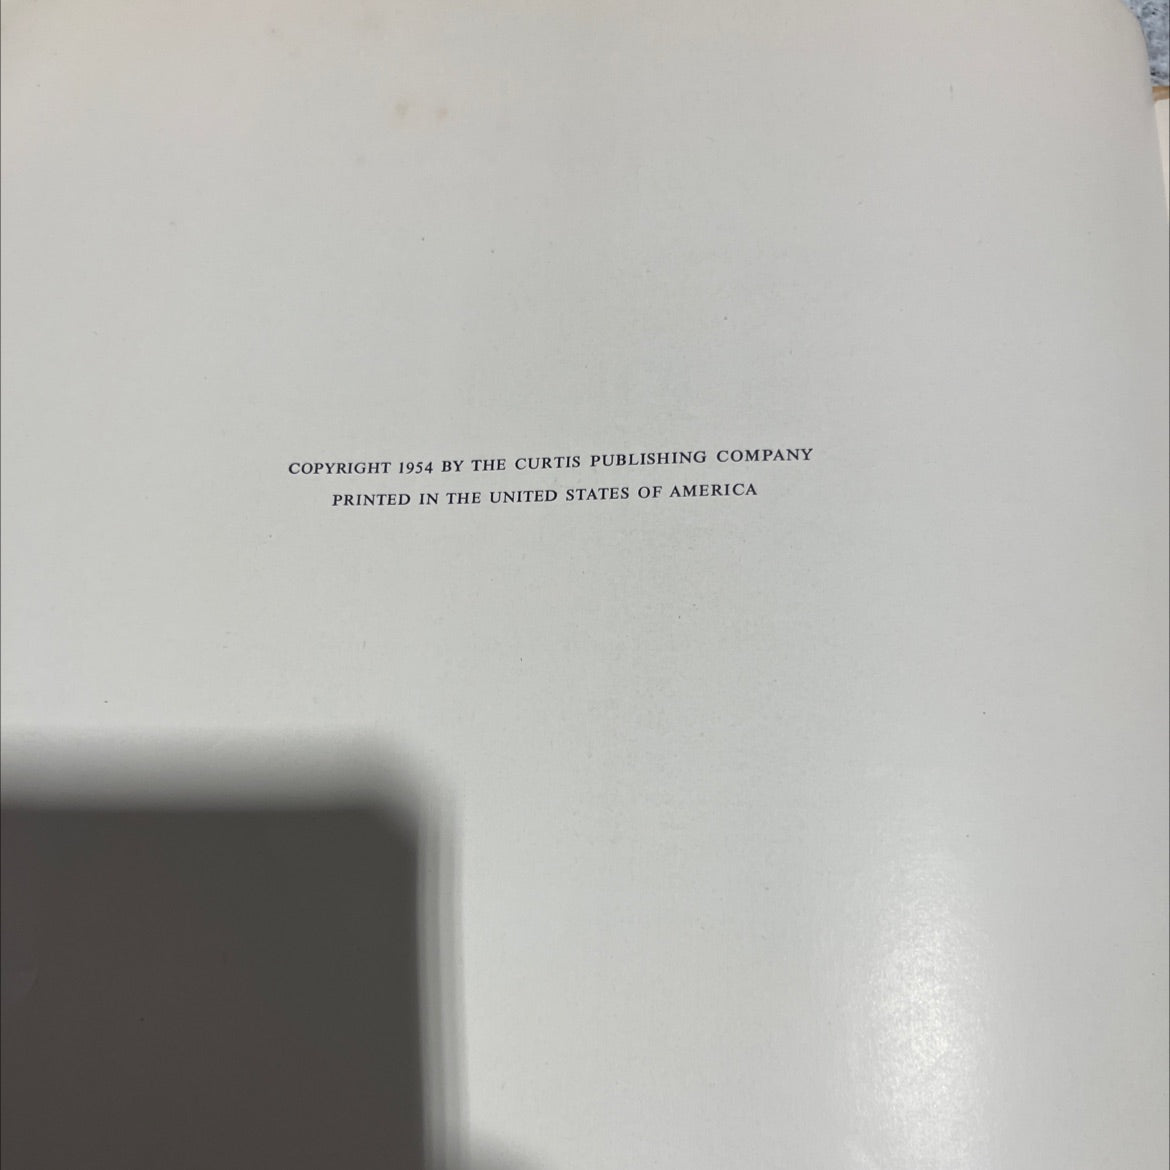 COPYRIGHT 1954 BY THE CURTIS PUBLISHING COMPANY
PRINTED IN THE UNITED STATES OF AMERICA